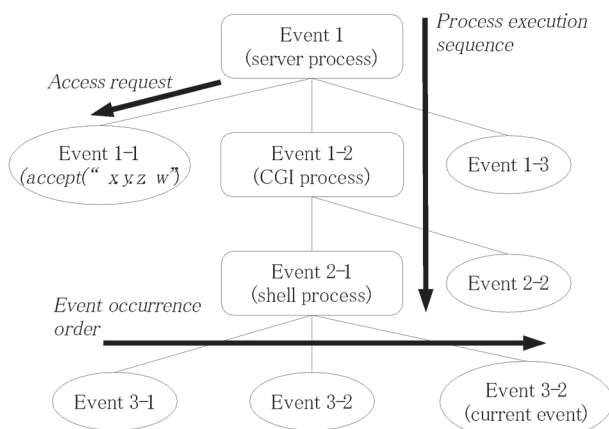 Event 1
(server process)
Process execution
sequence
Access request
Event 1-1
(accept(“ x y.z w”)
Event 1-2
(CGI process)
Event 1-3
Event 2-1
(shell process)
Event 2-2
Event occurrence
order
Event 3-1
Event 3-2
Event 3-2
(current event)